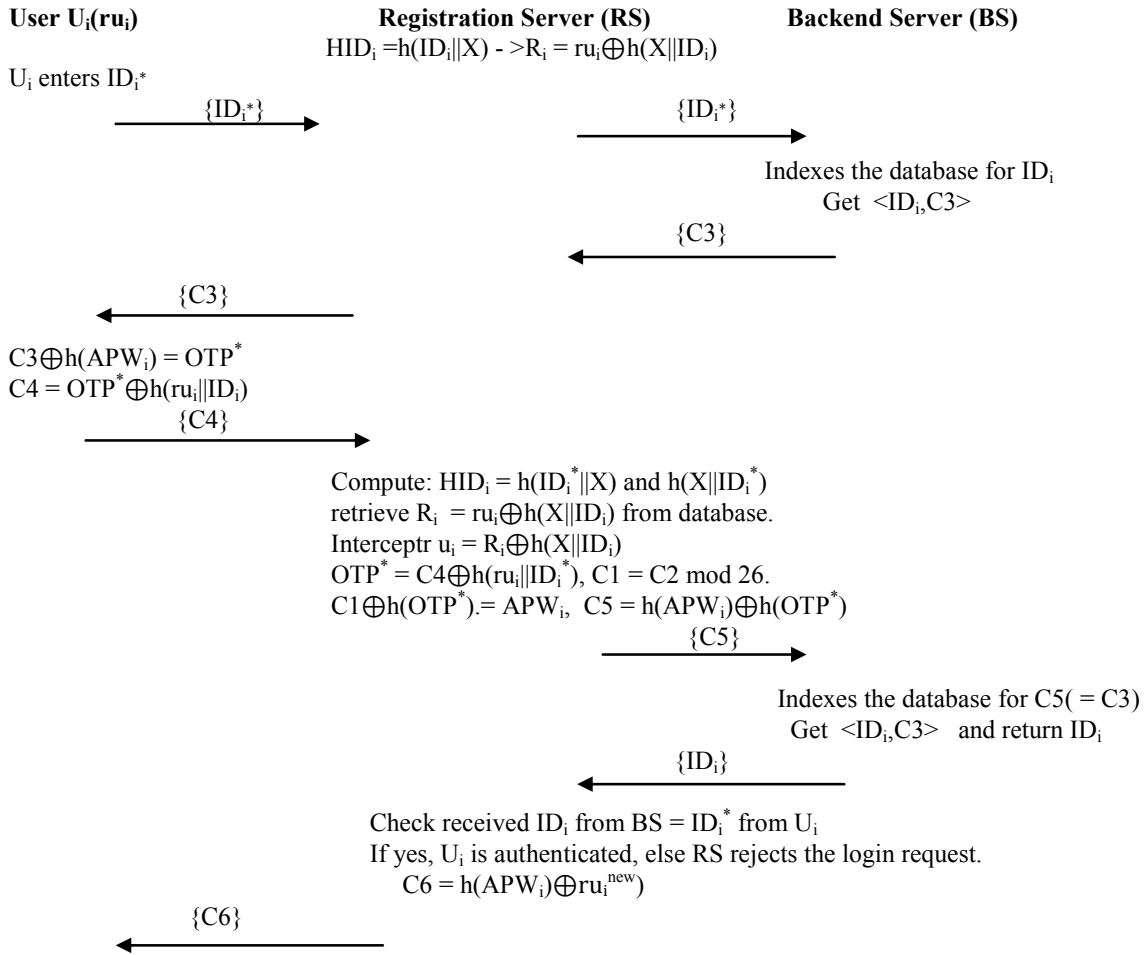 User Uᵢ(ruᵢ) Registration Server (RS) Backend Server (BS)
HIDᵢ =h(IDᵢ||X) - >Rᵢ = ruᵢ⊕h(X||IDᵢ)
Uᵢ enters IDᵢ*
{IDᵢ*} {IDᵢ*}
Indexes the database for IDᵢ
Get <IDᵢ,C3>
{C3}
{C3}
C3⊕h(APWᵢ) = OTP*
C4 = OTP*⊕h(ruᵢ||IDᵢ)
{C4}
Compute: HIDᵢ = h(IDᵢ*||X) and h(X||IDᵢ*)
retrieve Rᵢ = ruᵢ⊕h(X||IDᵢ) from database.
Interceptr uᵢ = Rᵢ⊕h(X||IDᵢ)
OTP* = C4⊕h(ruᵢ||IDᵢ*), C1 = C2 mod 26.
C1⊕h(OTP*).= APWᵢ, C5 = h(APWᵢ)⊕h(OTP*)
{C5}
Indexes the database for C5( = C3)
Get <IDᵢ,C3> and return IDᵢ
{IDᵢ}
Check received IDᵢ from BS = IDᵢ* from Uᵢ
If yes, Uᵢ is authenticated, else RS rejects the login request.
C6 = h(APWᵢ)⊕ruᵢⁿᵉʷ)
{C6}